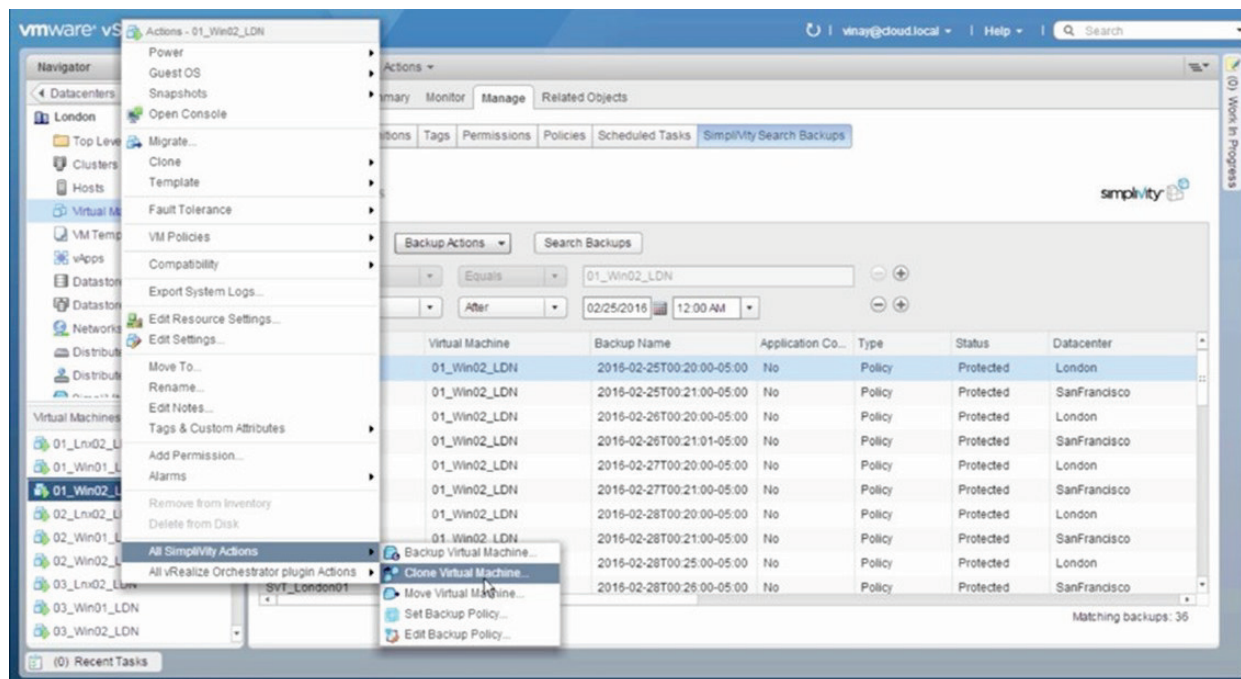 vmware® vS
vinay@cloud.local | Help | Search
Actions - 01_Win02_LDN
Power
Guest OS
Snapshots
Open Console
Migrate...
Clone
Template
Fault Tolerance
VM Policies
Compatibility
Export System Logs...
Edit Resource Settings...
Edit Settings...
Move To...
Rename...
Edit Notes...
Tags & Custom Attributes
Add Permission...
Alarms
Remove from Inventory
Delete from Disk
All SimpliVity Actions
All vRealize Orchestrator plugin Actions
Backup Virtual Machine...
Clone Virtual Machine...
Move Virtual Machine...
Set Backup Policy...
Edit Backup Policy...
Navigator
Datacenters
London
Top Leve
Clusters
Hosts
Virtual Ma
VM Temp
vApps
Datastor
Datastor
Networks
Distribute
Distribute
Virtual Machines
01_Lnx02_L
01_Win01_L
01_Win02_L
02_Lnx02_L
02_Win01_L
02_Win02_L
03_Lnx02_LDN
03_Win01_LDN
03_Win02_LDN
(0) Recent Tasks
Actions
mmary Monitor Manage Related Objects
itions Tags Permissions Policies Scheduled Tasks SimpliVity Search Backups
s
simplivity
Backup Actions Search Backups
Equals 01_Win02_LDN
After 02/25/2016 12:00 AM
Virtual Machine Backup Name Application Co... Type Status Datacenter
01_Win02_LDN 2016-02-25T00:20:00-05:00 No Policy Protected London
01_Win02_LDN 2016-02-25T00:21:00-05:00 No Policy Protected SanFrancisco
01_Win02_LDN 2016-02-26T00:20:00-05:00 No Policy Protected London
01_Win02_LDN 2016-02-26T00:21:01-05:00 No Policy Protected SanFrancisco
01_Win02_LDN 2016-02-27T00:20:00-05:00 No Policy Protected London
01_Win02_LDN 2016-02-27T00:21:00-05:00 No Policy Protected SanFrancisco
01_Win02_LDN 2016-02-28T00:20:00-05:00 No Policy Protected London
01_Win02_LDN 2016-02-28T00:21:00-05:00 No Policy Protected SanFrancisco
2016-02-28T00:25:00-05:00 No Policy Protected London
SVT_London01 2016-02-28T00:26:00-05:00 No Policy Protected SanFrancisco
Matching backups: 36
(0) Work In Progress